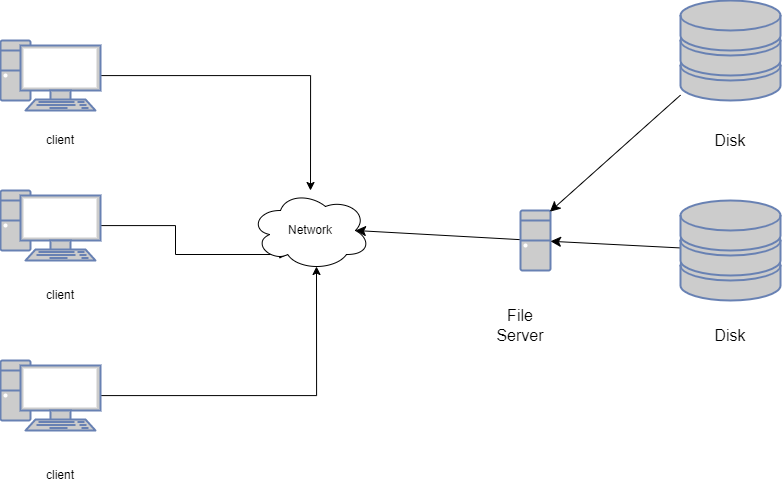 client
client
client
Network
File
Server
Disk
Disk